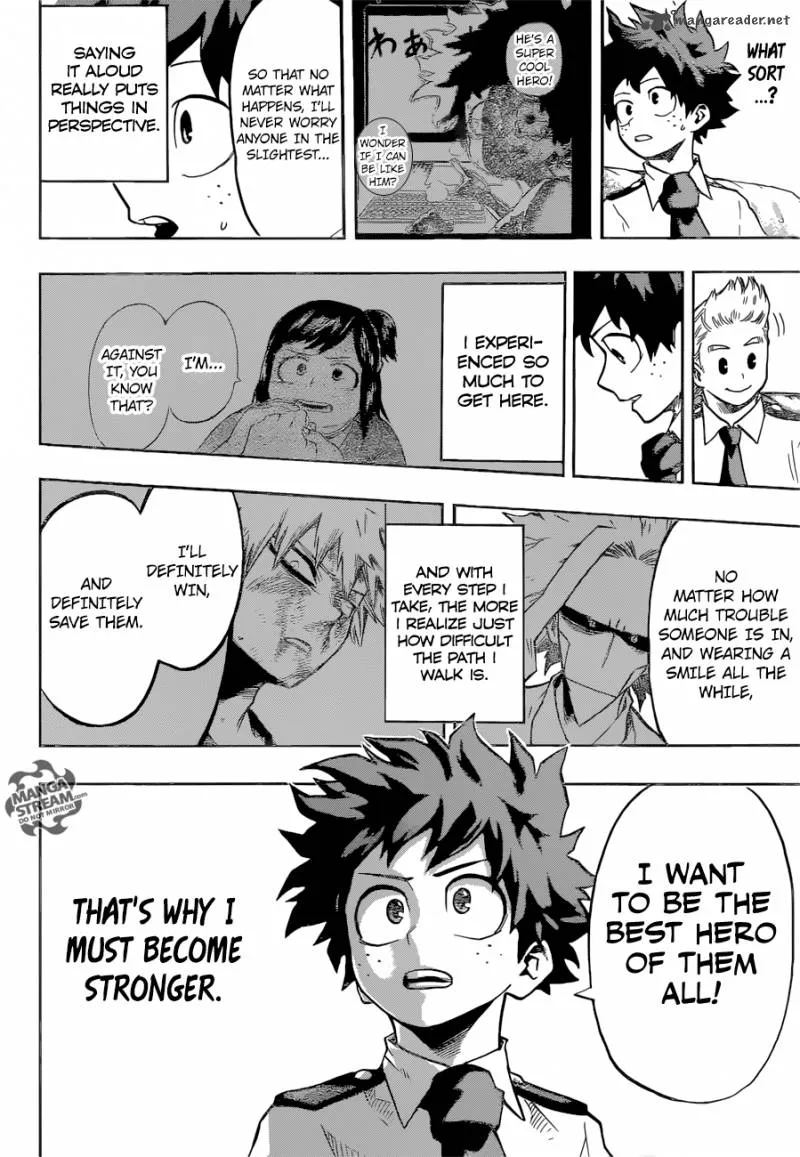 mangareader.net
WHAT
SORT
...?
わぁ
HE'S A
SUPER
COOL
HERO!
I
WONDER
IF I CAN
BE LIKE
HIM?
SO THAT NO
MATTER WHAT
HAPPENS, I'LL
NEVER WORRY
ANYONE IN THE
SLIGHTEST...
SAYING
IT ALOUD
REALLY PUTS
THINGS IN
PERSPECTIVE.
I EXPERI-
ENCED SO
MUCH TO
GET HERE.
I'M...
AGAINST
IT, YOU
KNOW
THAT?
NO
MATTER HOW
MUCH TROUBLE
SOMEONE IS IN,
AND WEARING A
SMILE ALL THE
WHILE,
AND WITH
EVERY STEP I
TAKE, THE MORE
I REALIZE JUST
HOW DIFFICULT
THE PATH I
WALK IS.
I'LL
DEFINITELY
WIN,
AND
DEFINITELY
SAVE THEM.
MANGA
STREAM.com
DO NOT MIRROR
I WANT
TO BE THE
BEST HERO
OF THEM
ALL!
THAT'S WHY I
MUST BECOME
STRONGER.